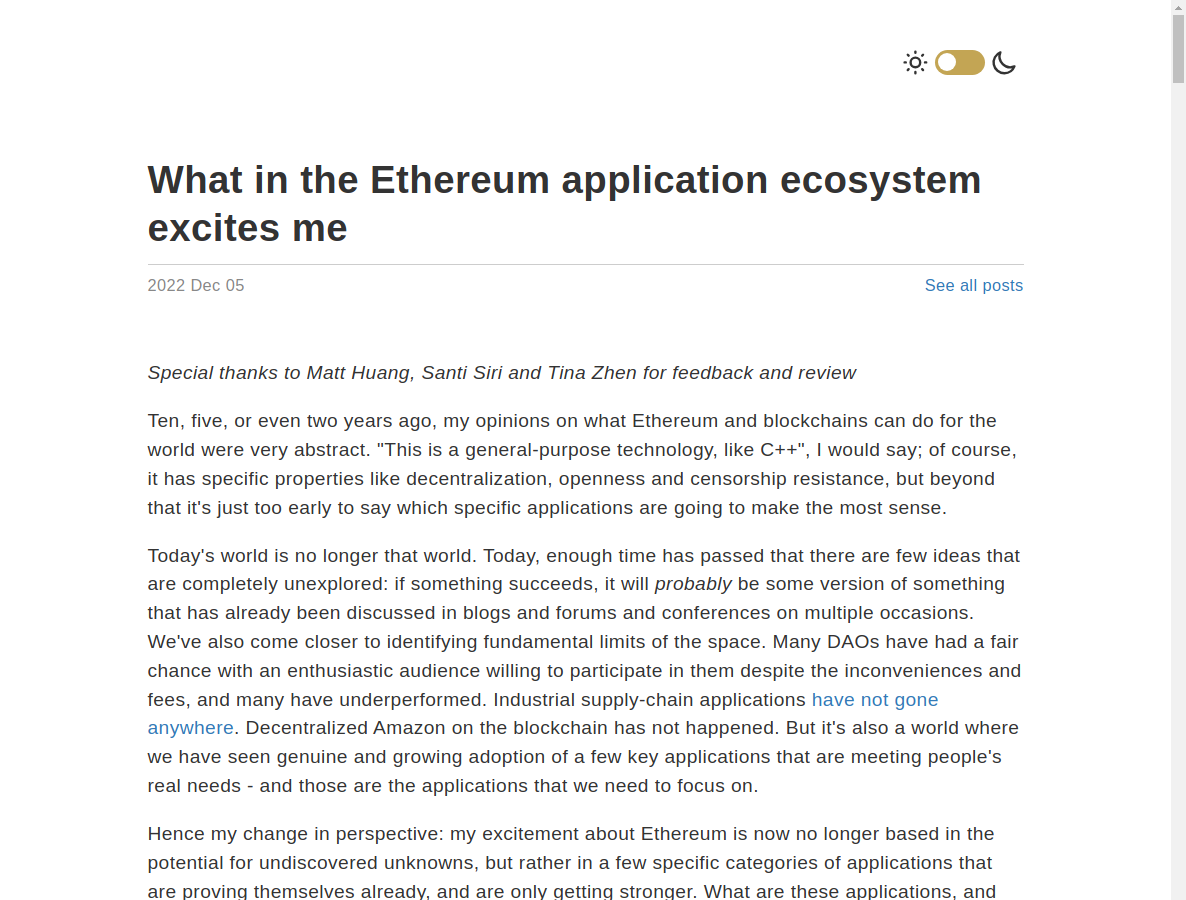 What in the Ethereum application ecosystem
excites me
2022 Dec 05
See all posts
Special thanks to Matt Huang, Santi Siri and Tina Zhen for feedback and review
Ten, five, or even two years ago, my opinions on what Ethereum and blockchains can do for the
world were very abstract. "This is a general-purpose technology, like C++", I would say; of course,
it has specific properties like decentralization, openness and censorship resistance, but beyond
that it's just too early to say which specific applications are going to make the most sense.
Today's world is no longer that world. Today, enough time has passed that there are few ideas that
are completely unexplored: if something succeeds, it will probably be some version of something
that has already been discussed in blogs and forums and conferences on multiple occasions.
We've also come closer to identifying fundamental limits of the space. Many DAOs have had a fair
chance with an enthusiastic audience willing to participate in them despite the inconveniences and
fees, and many have underperformed. Industrial supply-chain applications have not gone
anywhere. Decentralized Amazon on the blockchain has not happened. But it's also a world where
we have seen genuine and growing adoption of a few key applications that are meeting people's
real needs - and those are the applications that we need to focus on.
Hence my change in perspective: my excitement about Ethereum is now no longer based in the
potential for undiscovered unknowns, but rather in a few specific categories of applications that
are proving themselves already, and are only getting stronger. What are these applications, and